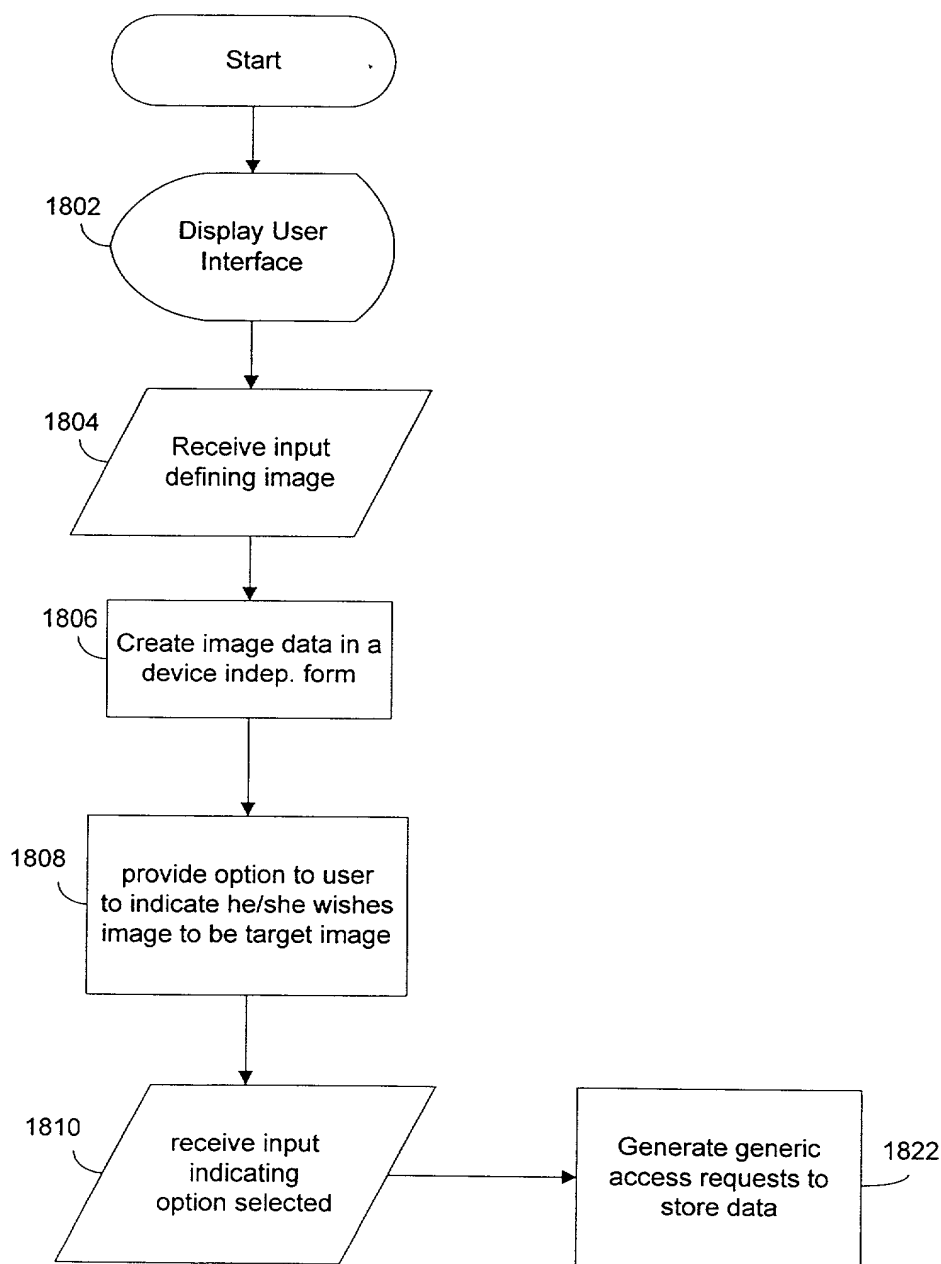 Start
1802
Display User
Interface
1804
Receive input
defining image
1806
Create image data in a
device indep. form
1808
provide option to user
to indicate he/she wishes
image to be target image
1810
receive input
indicating
option selected
Generate generic
access requests to
store data
1822